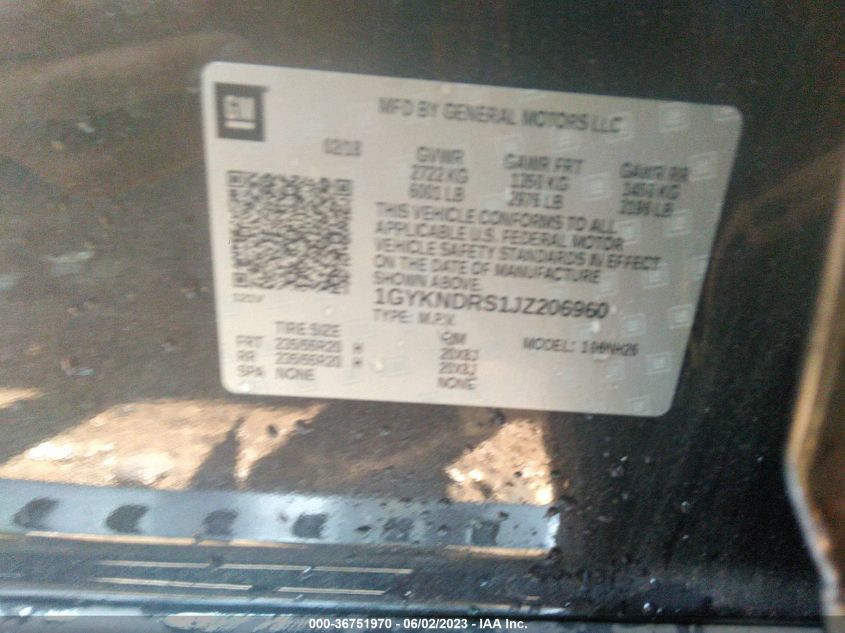 GM
MFD BY GENERAL MOTORS LLC
02/18
GVWR GAWR FRT GAWR RR
2722 KG 1350 KG 1450 KG
6001 LB 2976 LB 3196 LB
THIS VEHICLE CONFORMS TO ALL
APPLICABLE U.S. FEDERAL MOTOR
VEHICLE SAFETY STANDARDS IN EFFECT
ON THE DATE OF MANUFACTURE
SHOWN ABOVE.
1GYKNDRS1JZ206960
TYPE: M.P.V.
MODEL:
TIRE SIZE RIM
FRT 235/55R20 H 20X8J
RR 235/55R20 H 20X8J
SPA NONE NONE
000-36751970 - 06/02/2023 - IAA Inc.